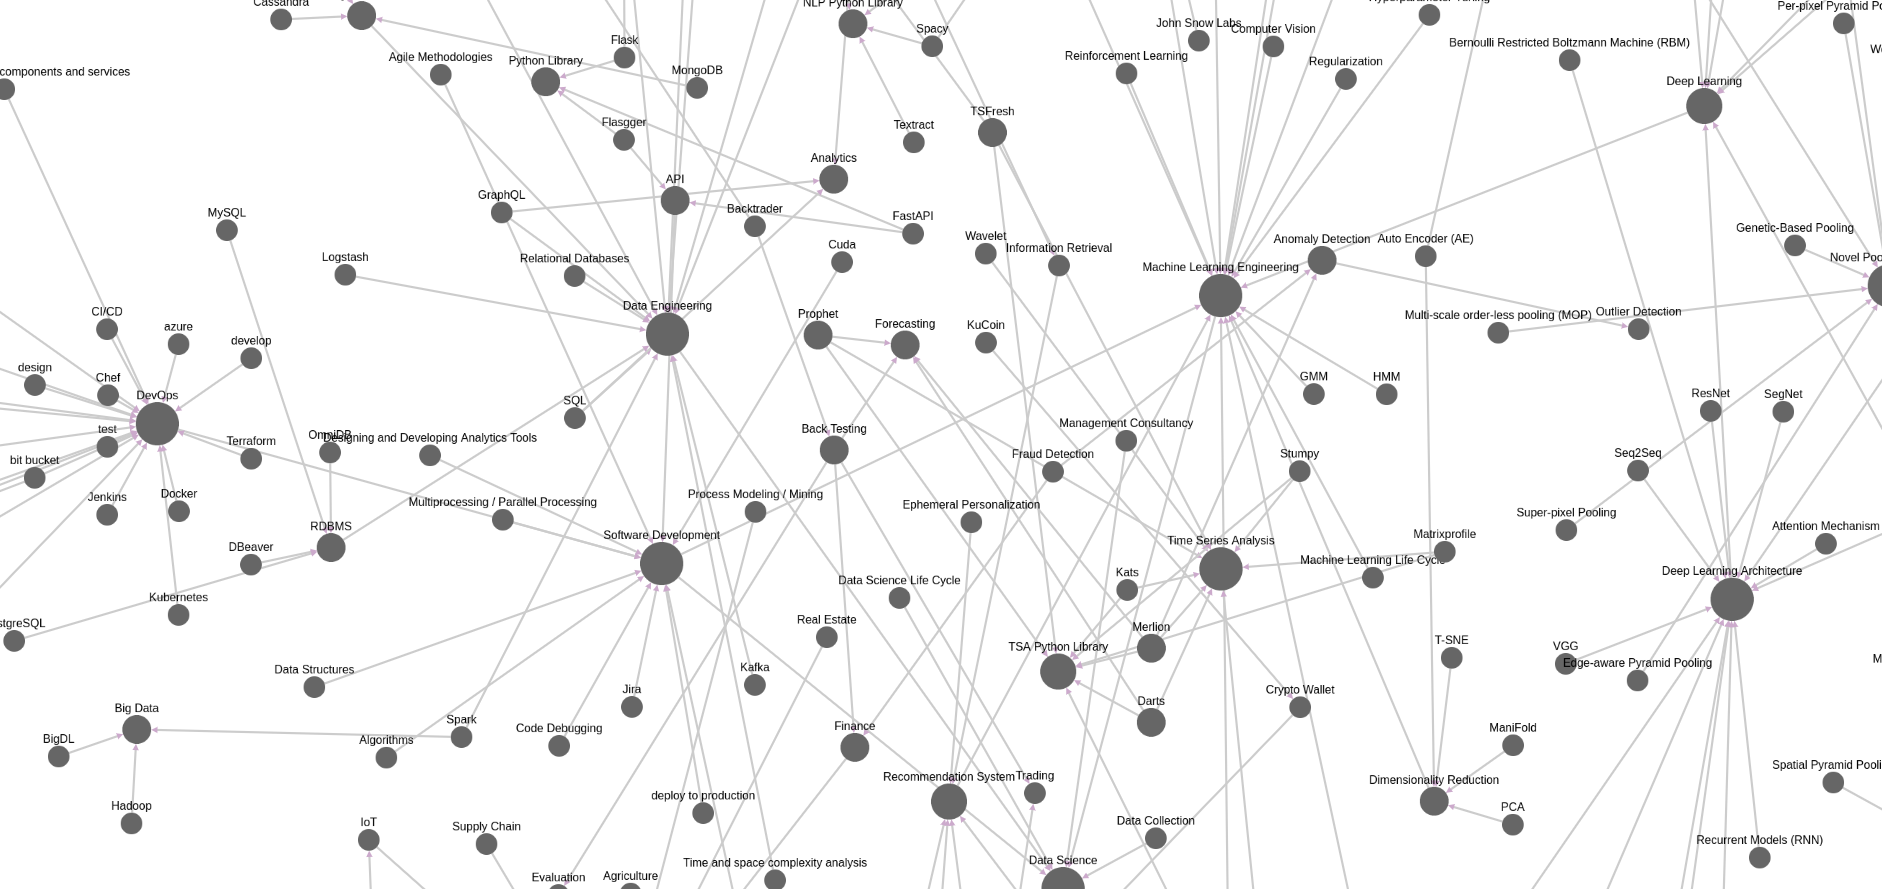 Cassandra
NLP Python Library
Spacy
John Snow Labs
Computer Vision
Per-pixel Pyramid Po
Flask
Agile Methodologies
Python Library
MongoDB
Reinforcement Learning
Regularization
Bernoulli Restricted Boltzmann Machine (RBM)
Deep Learning
components and services
Flasgger
Textract
TSFresh
Analytics
API
GraphQL
Backtrader
FastAPI
MySQL
Logstash
Relational Databases
Cuda
Wavelet
Information Retrieval
Machine Learning Engineering
Anomaly Detection
Auto Encoder (AE)
Genetic-Based Pooling
Novel Poo
CI/CD
azure
develop
Data Engineering
Prophet
Forecasting
KuCoin
Multi-scale order-less pooling (MOP)
Outlier Detection
design
Chef
DevOps
GMM
HMM
ResNet
SegNet
test
Terraform
OmniDB
Designing and Developing Analytics Tools
SQL
Back Testing
Management Consultancy
Fraud Detection
Stumpy
Seq2Seq
bit bucket
Jenkins
Docker
Multiprocessing / Parallel Processing
Process Modeling / Mining
Ephemeral Personalization
Super-pixel Pooling
Attention Mechanism
RDBMS
DBeaver
Software Development
Time Series Analysis
Matrixprofile
Machine Learning Life Cycle
Deep Learning Architecture
Kubernetes
Data Science Life Cycle
Kats
stgreSQL
Real Estate
TSA Python Library
Merlion
T-SNE
VGG
Edge-aware Pyramid Pooling
M
Data Structures
Kafka
Jira
Crypto Wallet
Darts
Big Data
BigDL
Algorithms
Spark
Code Debugging
Finance
ManiFold
Recommendation System
Trading
Dimensionality Reduction
Spatial Pyramid Pooli
Hadoop
IoT
Supply Chain
deploy to production
Data Collection
PCA
Recurrent Models (RNN)
Time and space complexity analysis
Data Science
Evaluation
Agriculture